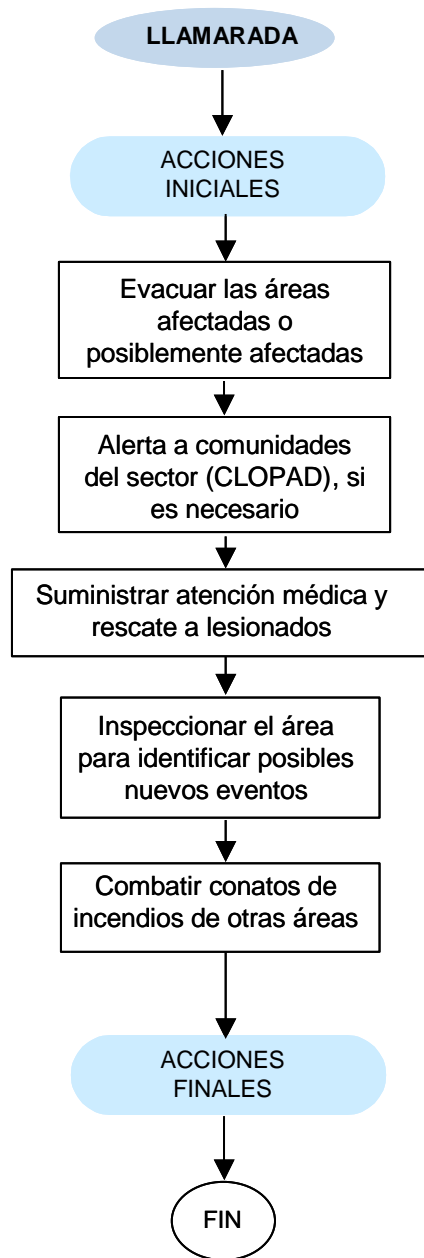 LLAMARADA
ACCIONES
INICIALES
Evacuar las áreas
afectadas o
posiblemente afectadas
Alerta a comunidades
del sector (CLOPAD), si
es necesario
Suministrar atención médica y
rescate a lesionados
Inspeccionar el área
para identificar posibles
nuevos eventos
Combatir conatos de
incendios de otras áreas
ACCIONES
FINALES
FIN